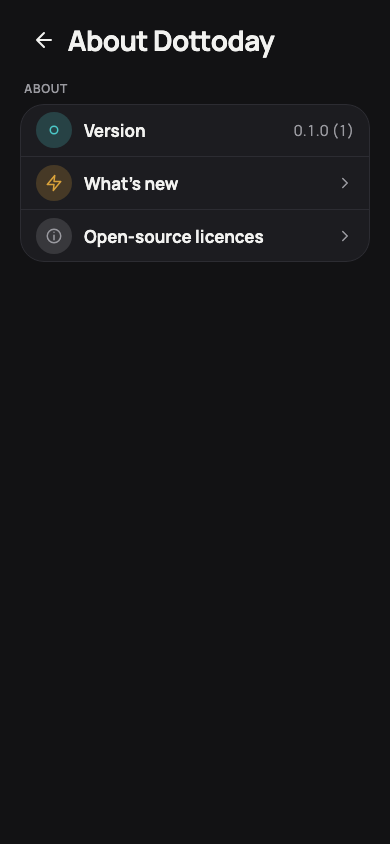 About Dottoday
ABOUT
Version 0.1.0 (1)
What's new
Open-source licences